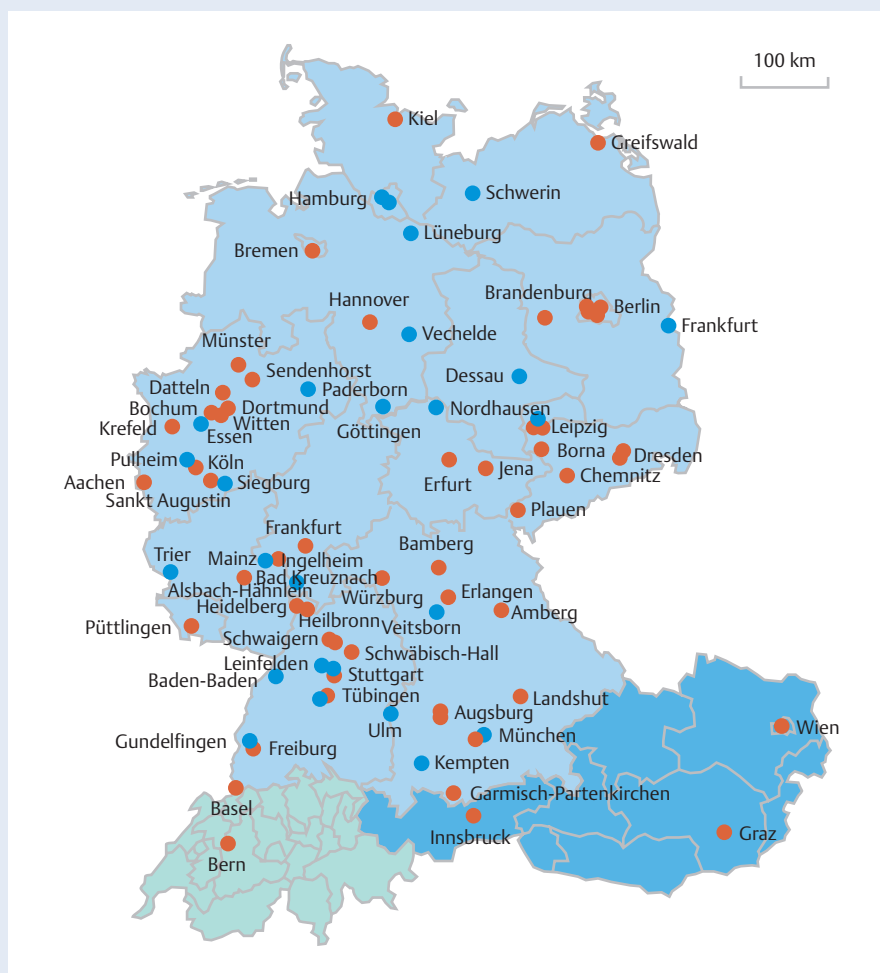 100 km
Kiel
Greifswald
Hamburg
Schwerin
Lüneburg
Bremen
Hannover
Brandenburg
Berlin
Frankfurt
Vechelde
Münster
Sendenhorst
Dessau
Datteln
Paderborn
Bochum
Dortmund
Nordhausen
Krefeld
Witten
Essen
Göttingen
Leipzig
Pulheim
Köln
Borna
Dresden
Aachen
Siegburg
Erfurt
Jena
Chemnitz
Sankt Augustin
Plauen
Frankfurt
Bamberg
Trier
Mainz
Ingelheim
Bad Kreuznach
Alsbach-Hähnlein
Würzburg
Erlangen
Heidelberg
Amberg
Püttlingen
Heilbronn
Veitsborn
Schwaigern
Schwäbisch-Hall
Leinfelden
Stuttgart
Baden-Baden
Tübingen
Landshut
Augsburg
Ulm
Wien
Gundelfingen
Freiburg
München
Kempten
Garmisch-Partenkirchen
Basel
Innsbruck
Graz
Bern